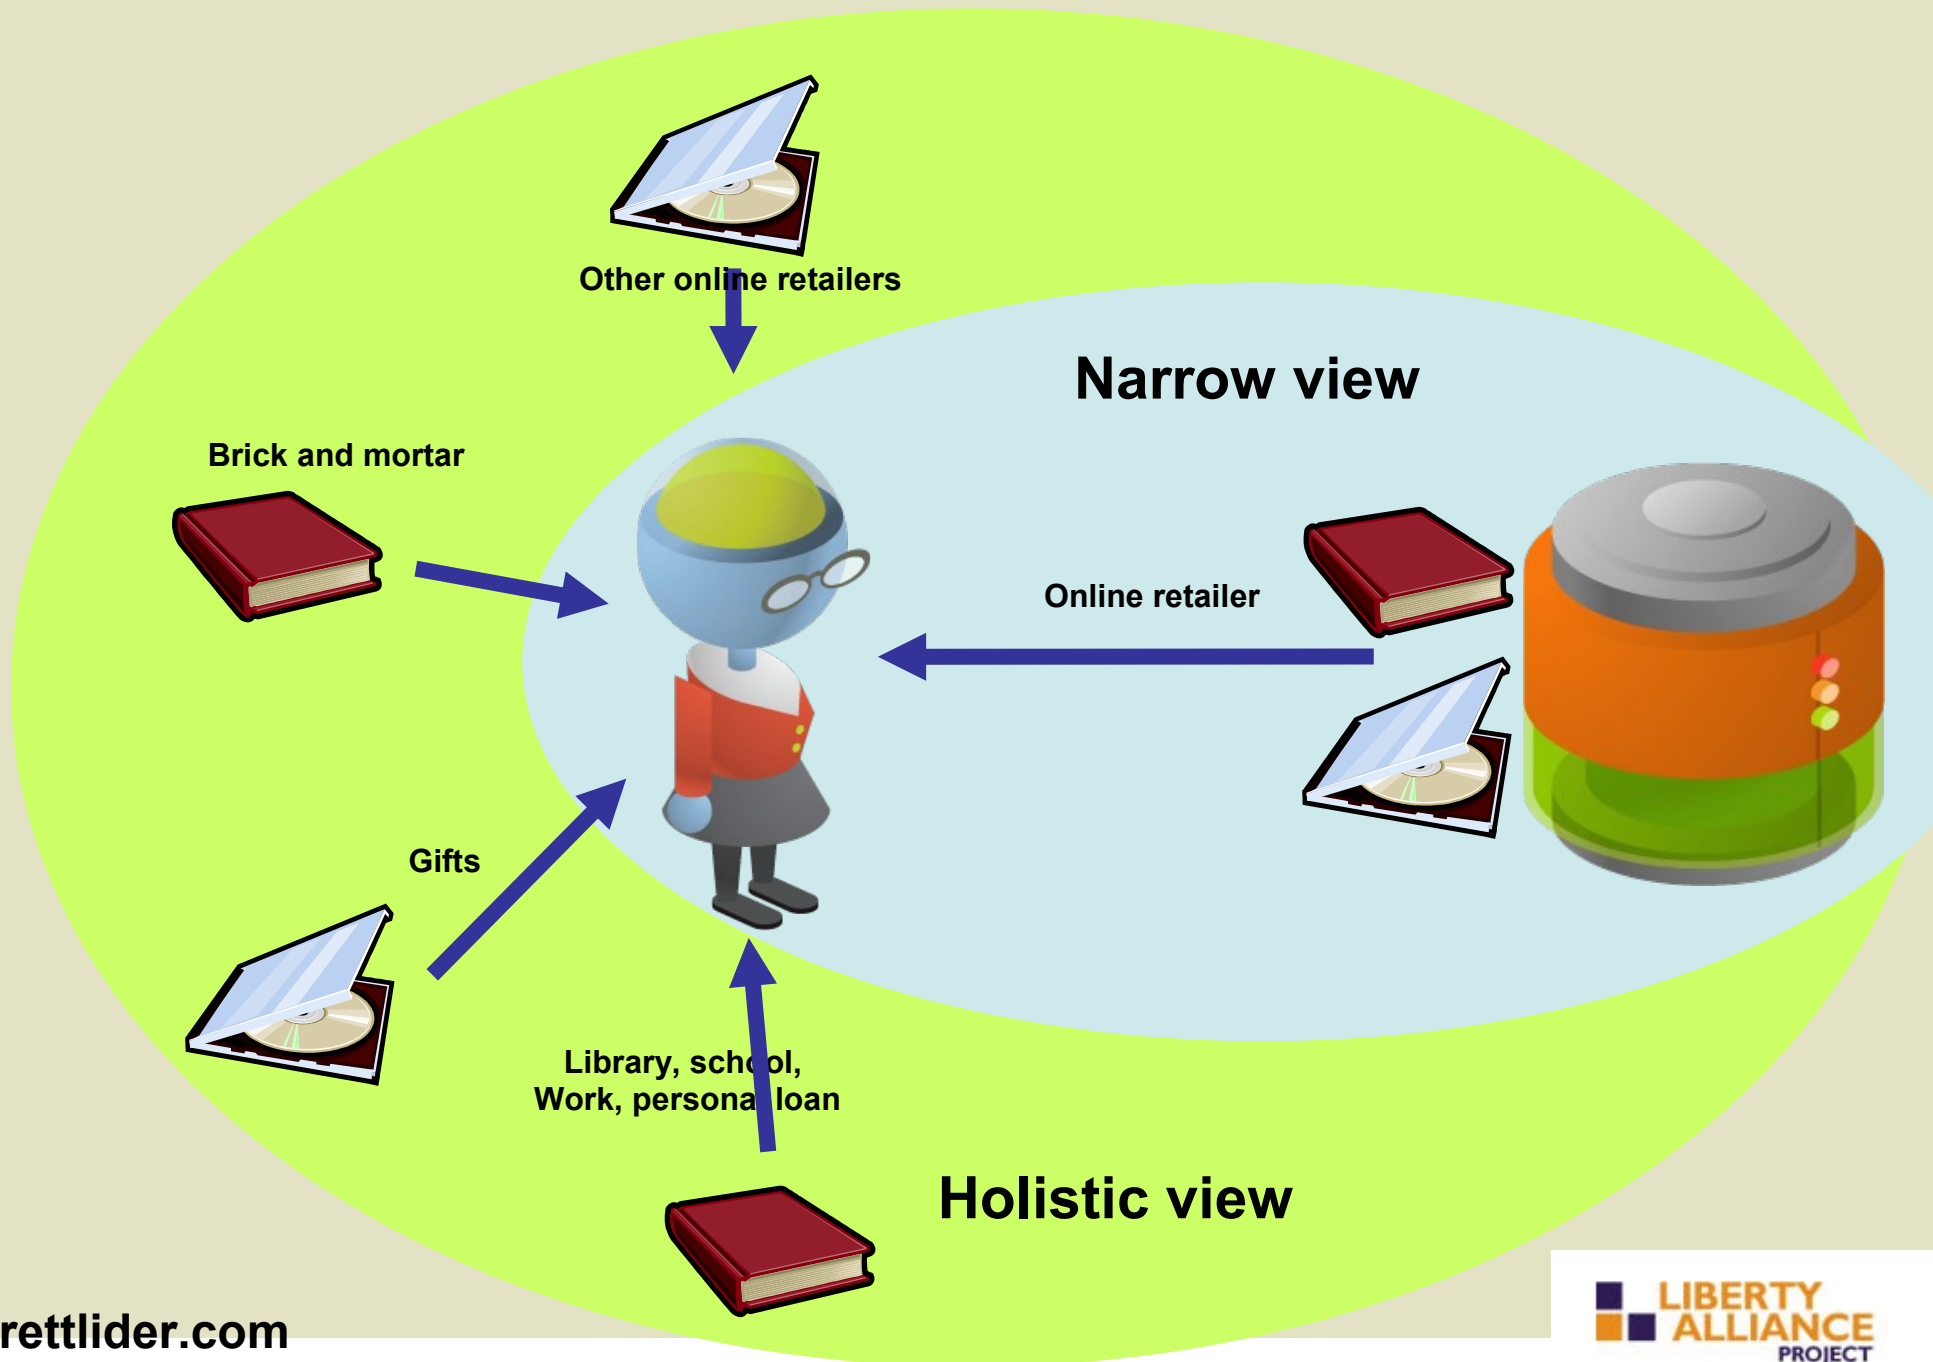 Other online retailers
Narrow view
Brick and mortar
Online retailer
Gifts
Library, school,
Work, personal loan
Holistic view
rettlider.com
LIBERTY
ALLIANCE
PROJECT